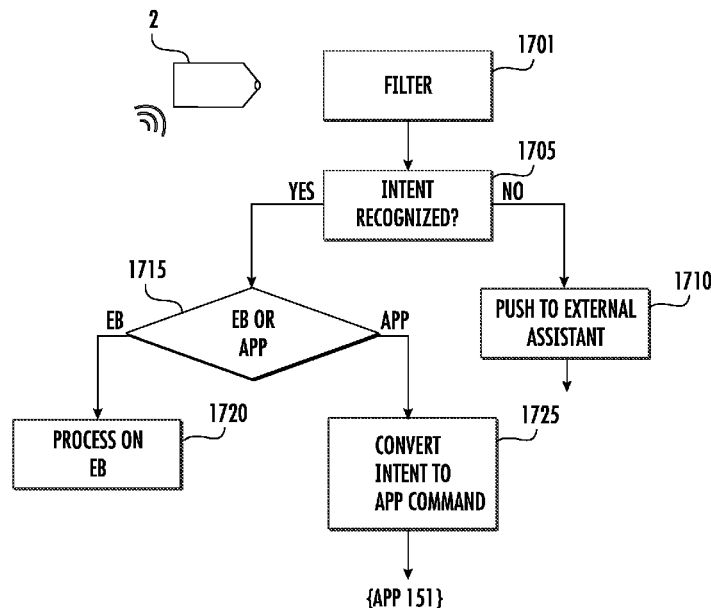 2
1701
FILTER
1705
YES
INTENT
RECOGNIZED?
NO
1715
1710
EB
EB OR
APP
APP
PUSH TO EXTERNAL
ASSISTANT
1720
1725
PROCESS ON
EB
CONVERT
INTENT TO
APP COMMAND
{APP 151}